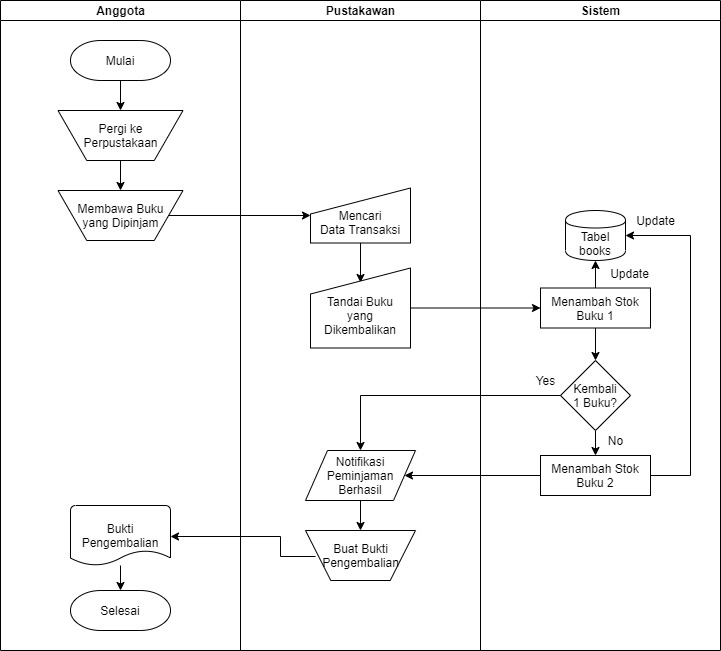 Anggota
Pustakawan
Sistem
Mulai
Pergi ke
Perpustakaan
Membawa Buku
yang Dipinjam
Mencari
Data Transaksi
Tandai Buku
yang
Dikembalikan
Tabel
books
Update
Update
Menambah Stok
Buku 1
Kembali
1 Buku?
Yes
No
Menambah Stok
Buku 2
Notifikasi
Peminjaman
Berhasil
Buat Bukti
Pengembalian
Bukti
Pengembalian
Selesai